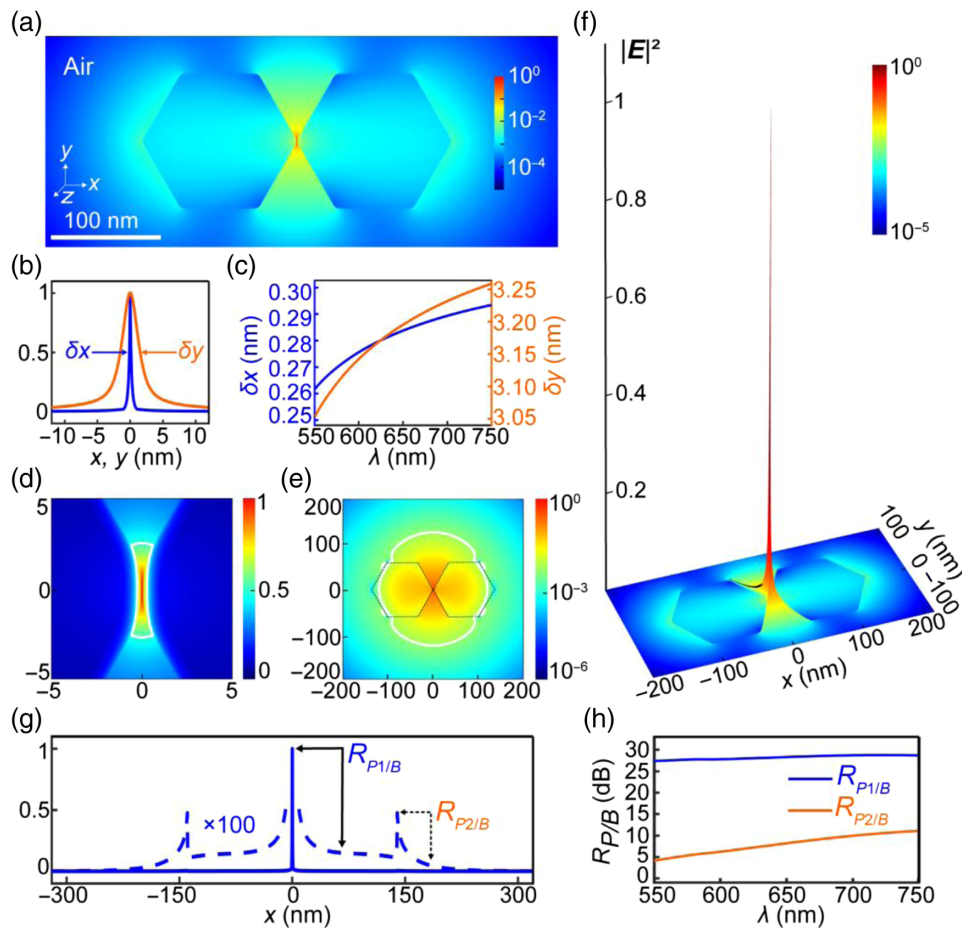 (a)
Air
y
x
z
100 nm
10⁰
10⁻²
10⁻⁴
(b)
1
0.5
0
δx
δy
−10 −5 0 5 10
x, y (nm)
(c)
δx (nm)
0.30
0.29
0.28
0.27
0.26
0.25
3.25
3.20
3.15
3.10
3.05
δy (nm)
550 600 650 700 750
λ (nm)
(d)
5
0
−5
−5 0 5
1
0.5
0
(e)
200
100
0
−100
−200
−200 −100 0 100 200
10⁰
10⁻³
10⁻⁶
(f)
|E|²
1
0.8
0.6
0.4
0.2
10⁰
10⁻⁵
100
0
−100
y (nm)
−200
−100
0
100
200
x (nm)
(g)
1
0.5
0
×100
R_P1/B
R_P2/B
−300 −150 0 150 300
x (nm)
(h)
R_P/B (dB)
30
25
20
15
10
5
0
R_P1/B
R_P2/B
550 600 650 700 750
λ (nm)